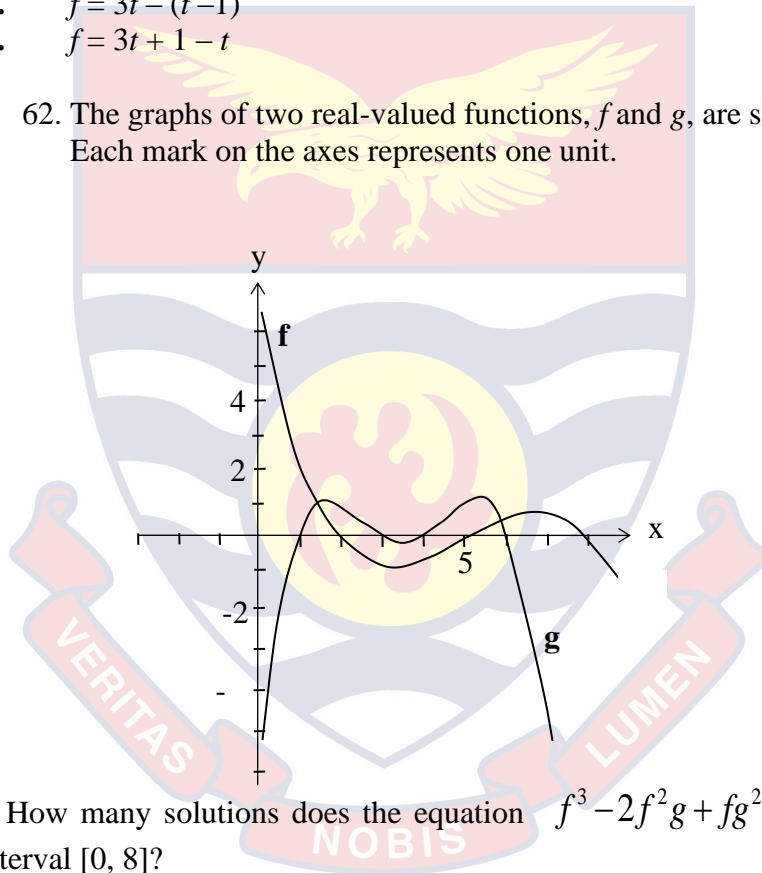 . f = 3t – (t –1)
. f = 3t + 1 – t
62. The graphs of two real-valued functions, f and g, are s
Each mark on the axes represents one unit.
y
f
4
2
x
5
-2
g
-
How many solutions does the equation f³ − 2f²g + fg²
terval [0, 8]?
VERITAS
NOBIS
LUMEN